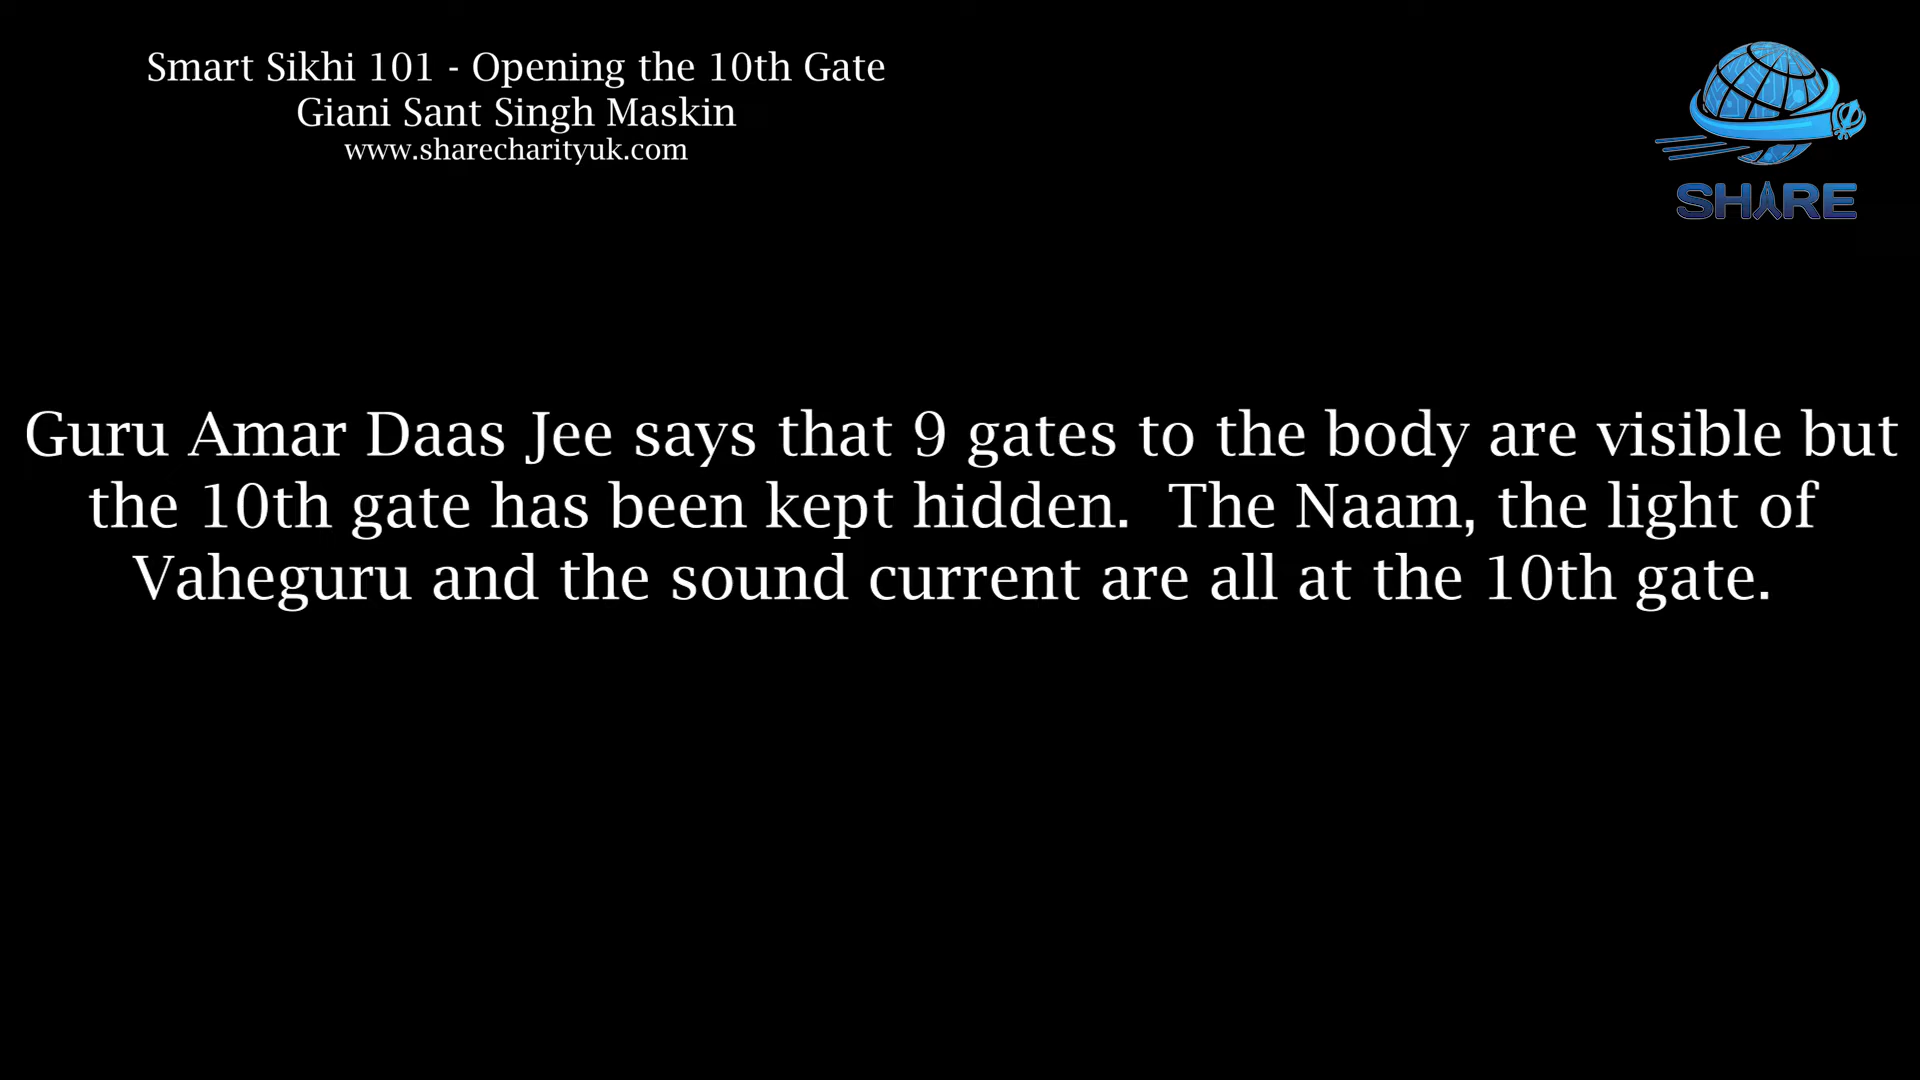 Smart Sikhi 101 - Opening the 10th Gate
Giani Sant Singh Maskin
www.sharecharityuk.com
SHARE
Guru Amar Daas Jee says that 9 gates to the body are visible but
the 10th gate has been kept hidden.  The Naam, the light of
Vaheguru and the sound current are all at the 10th gate.